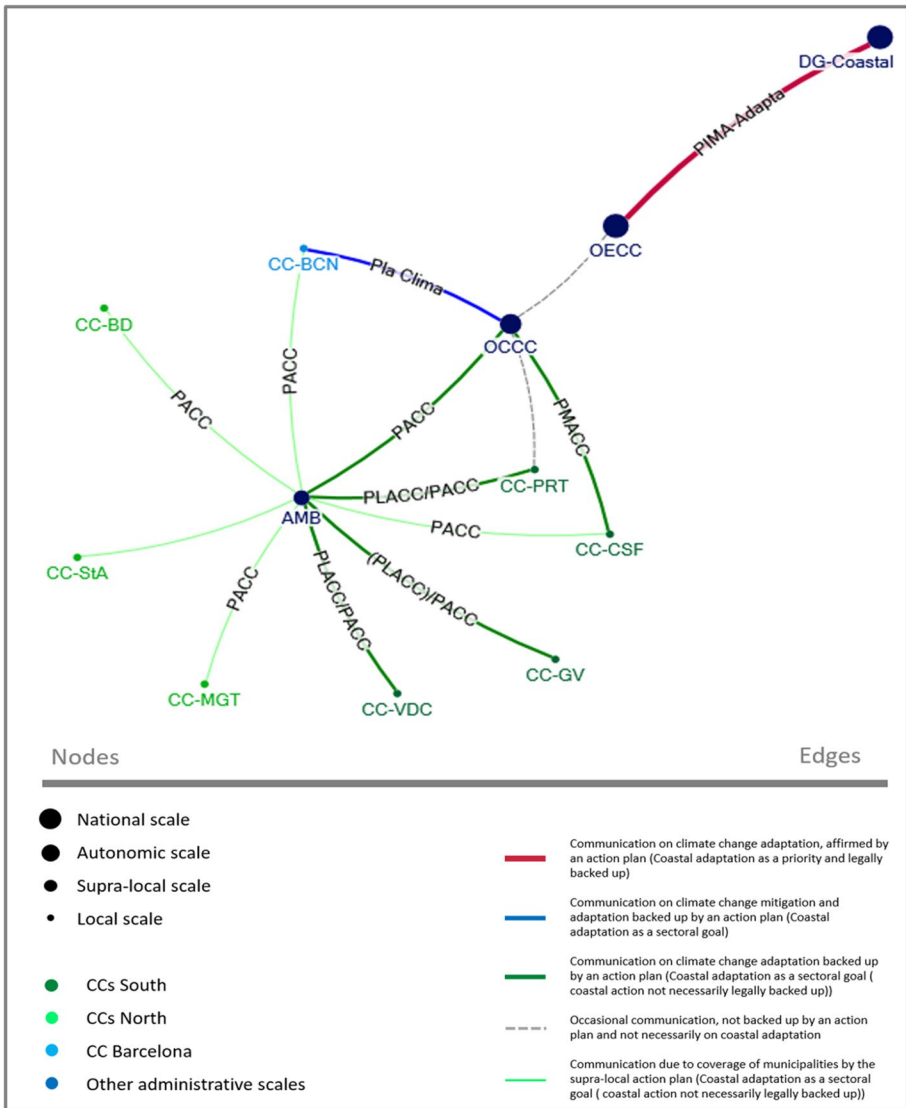 DG-Coastal
PIMA-Adapta
OECC
CC-BCN
Pla Clima
CC-BD
OCCC
PACC
PACC
PACC
PMACC
CC-PRT
PLACC/PACC
AMB
PACC
CC-CSF
CC-StA
PACC
PLACC/PACC
(PLACC)/PACC
CC-GV
CC-MGT
CC-VDC
Nodes
Edges
National scale
Autonomic scale
Supra-local scale
Local scale
CCs South
CCs North
CC Barcelona
Other administrative scales
Communication on climate change adaptation, affirmed by
an action plan (Coastal adaptation as a priority and legally
backed up)
Communication on climate change mitigation and
adaptation backed up by an action plan (Coastal
adaptation as a sectoral goal)
Communication on climate change adaptation backed up
by an action plan (Coastal adaptation as a sectoral goal (
coastal action not necessarily legally backed up))
Occasional communication, not backed up by an action
plan and not necessarily on coastal adaptation
Communication due to coverage of municipalities by the
supra-local action plan (Coastal adaptation as a sectoral
goal ( coastal action not necessarily legally backed up))